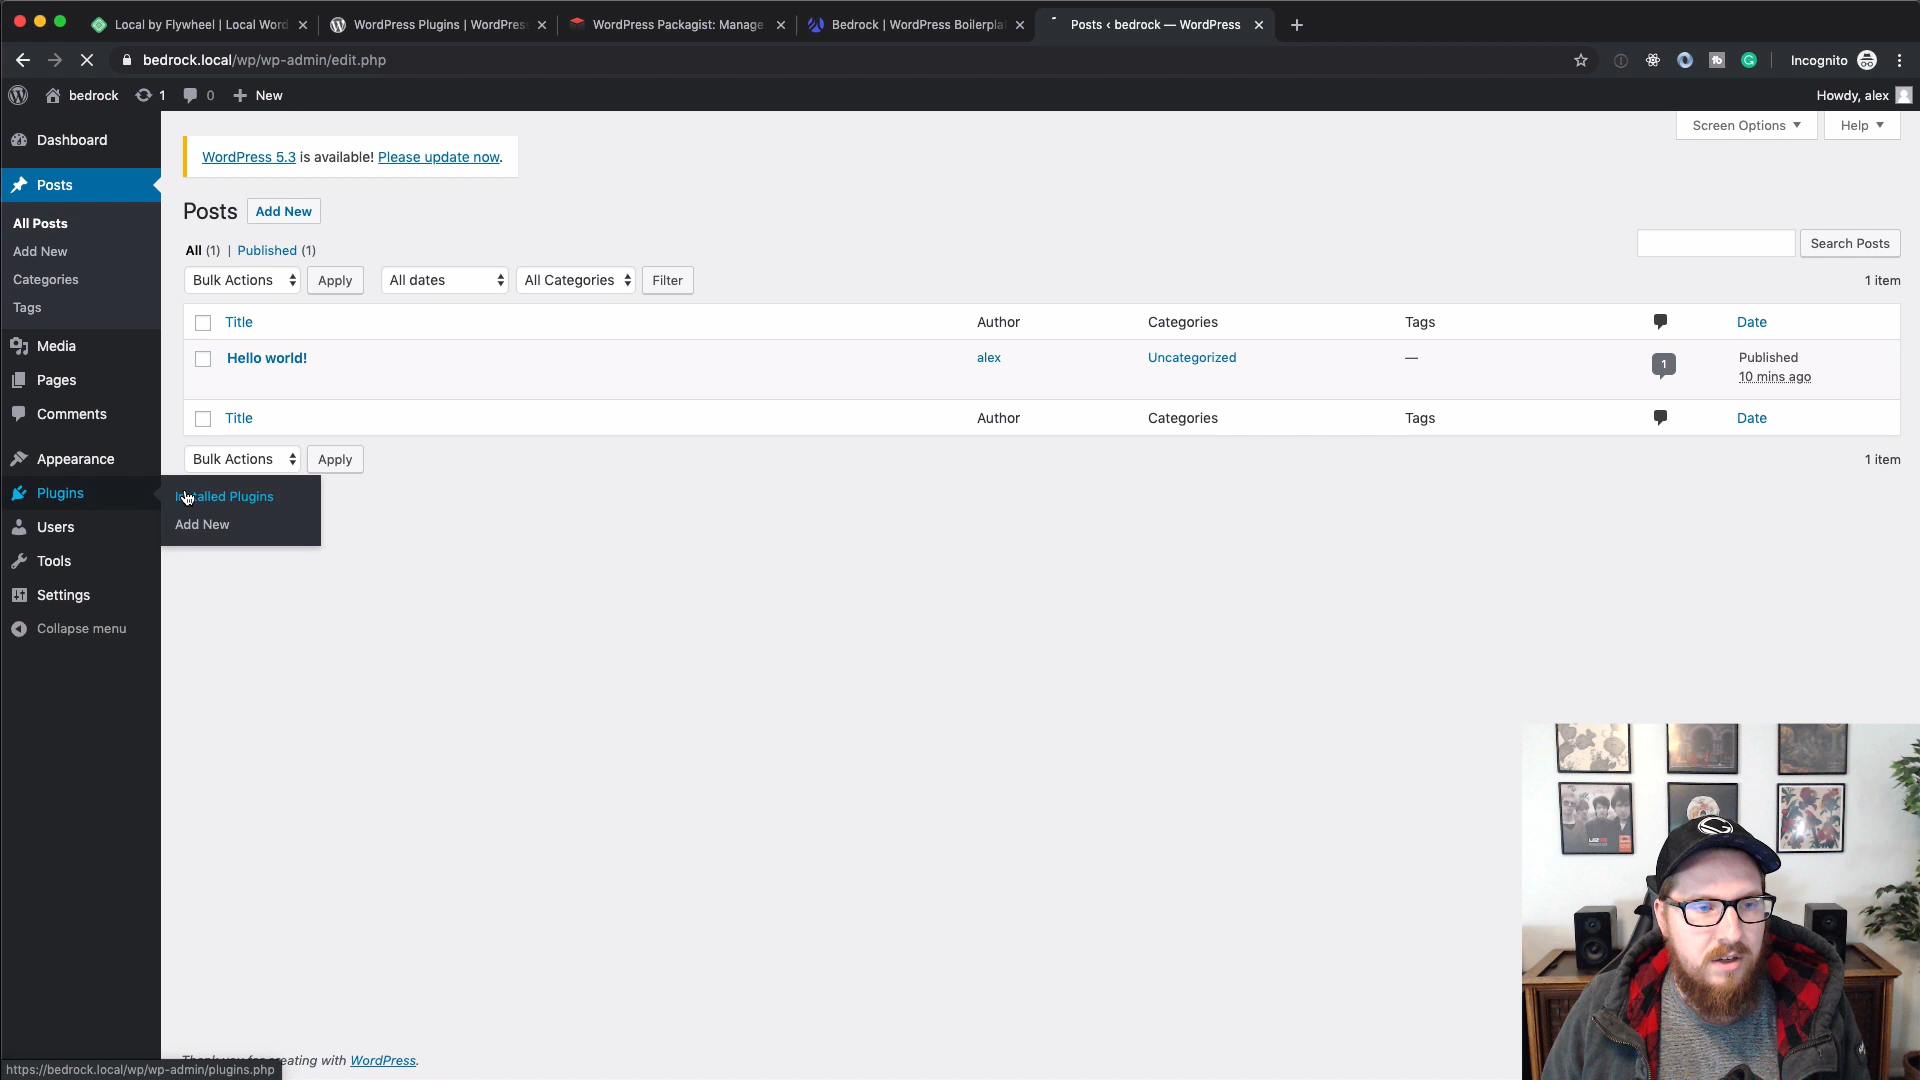 Local by Flywheel | Local Word
WordPress Plugins | WordPress
WordPress Packagist: Manage
Bedrock | WordPress Boilerpla
Posts ‹ bedrock — WordPress
bedrock.local/wp/wp-admin/edit.php
Incognito
bedrock
1
0
New
Howdy, alex
Screen Options
Help
Dashboard
Posts
All Posts
Add New
Categories
Tags
Media
Pages
Comments
Appearance
Plugins
Users
Tools
Settings
Collapse menu
Installed Plugins
Add New
WordPress 5.3 is available! Please update now.
Posts
Add New
All (1) | Published (1)
Search Posts
Bulk Actions
Apply
All dates
All Categories
Filter
1 item
Title Author Categories Tags Date
Hello world! alex Uncategorized — 1 Published
10 mins ago
Title Author Categories Tags Date
Bulk Actions
Apply
1 item
Thank you for creating with WordPress.
https://bedrock.local/wp/wp-admin/plugins.php